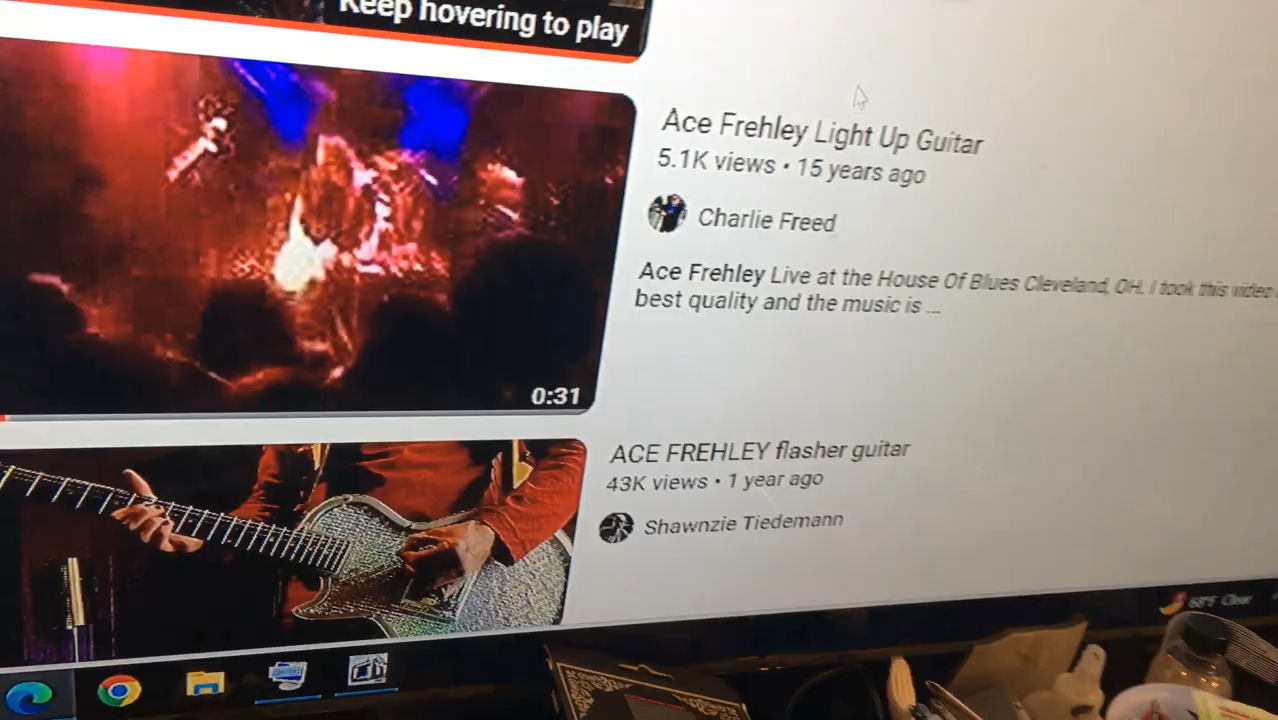 Keep hovering to play
Ace Frehley Light Up Guitar
5.1K views • 15 years ago
Charlie Freed
Ace Frehley Live at the House Of Blues Cleveland, OH. I took this video
best quality and the music is ...
0:31
ACE FREHLEY flasher guitar
43K views • 1 year ago
Shawnzie Tiedemann
68°F Clear